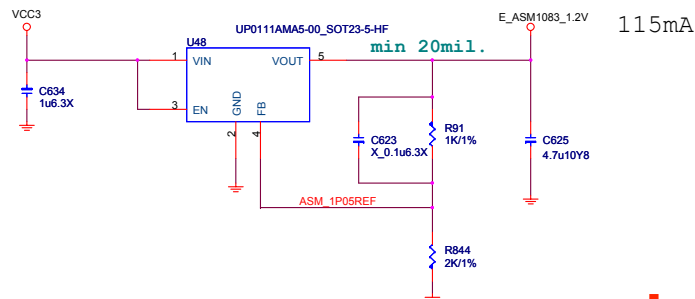 VCC3
E_ASM1083_1.2V
115mA
U48
UP0111AMA5-00_SOT23-5-HF
min 20mil.
1
VIN
VOUT
5
C634
1u6.3X
3
EN
GND
FB
2
4
C623
X_0.1u6.3X
R91
1K/1%
C625
4.7u10Y8
ASM_1P05REF
R844
2K/1%